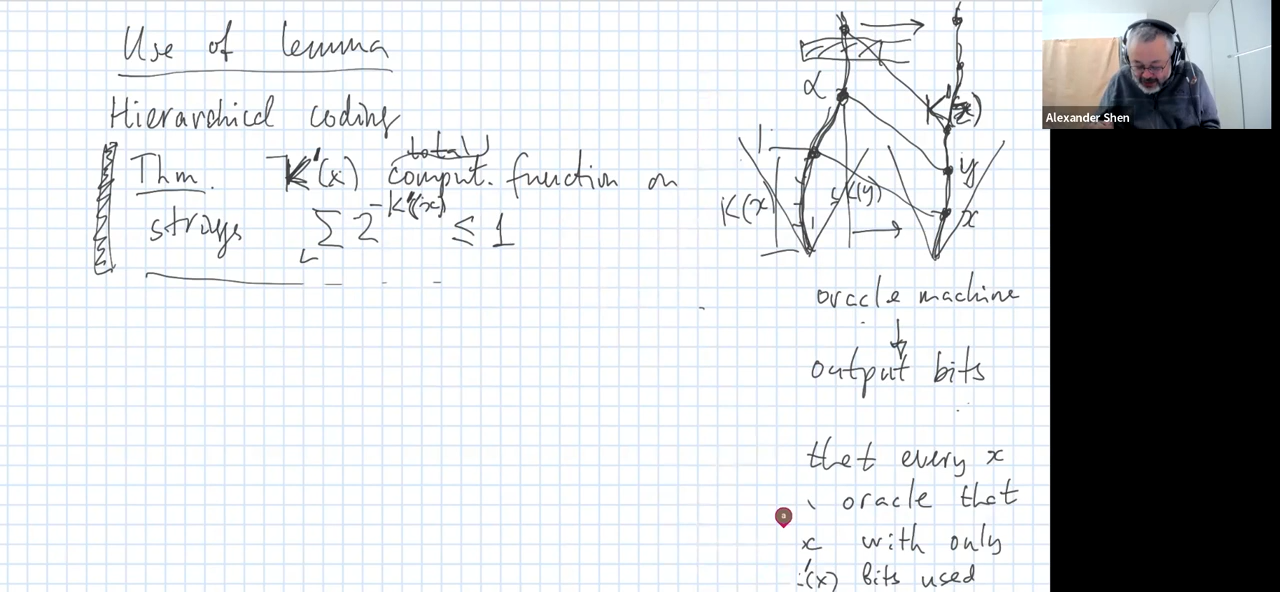 Use of lemma
Hierarchical coding
Thm. K'(x) total comput. function on
strings ∑ 2^{-K'(x)} ≤ 1
α
K'(x)
y
K(x)
≤ K(y)
x
oracle machine
↓
output bits
that every x
oracle that
x with only
'(x) bits used
a
Alexander Shen